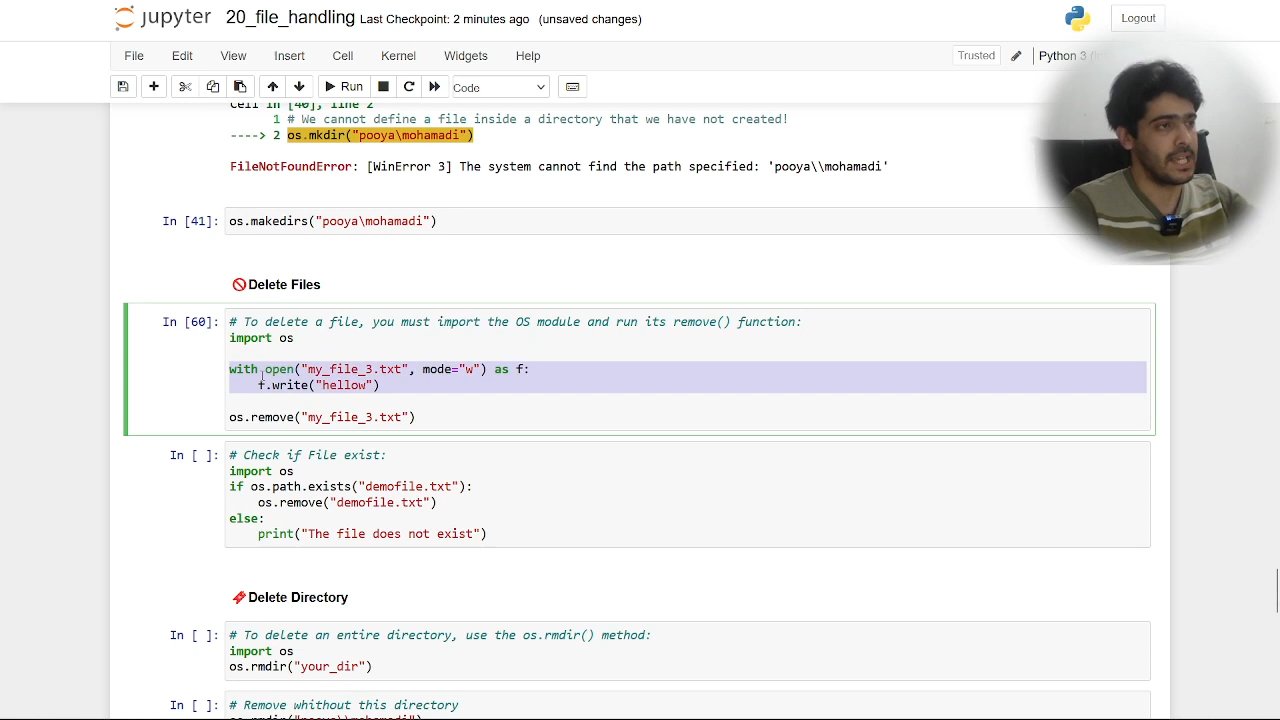 jupyter 20_file_handling Last Checkpoint: 2 minutes ago (unsaved changes) Logout
File Edit View Insert Cell Kernel Widgets Help Trusted Python 3
Run Code
Cell In [40], line 2
1 # We cannot define a file inside a directory that we have not created!
----> 2 os.mkdir("pooya\mohamadi")
FileNotFoundError: [WinError 3] The system cannot find the path specified: 'pooya\\mohamadi'
In [41]: os.makedirs("pooya\mohamadi")
Delete Files
In [60]: # To delete a file, you must import the OS module and run its remove() function:
import os
with open("my_file_3.txt", mode="w") as f:
f.write("hellow")
os.remove("my_file_3.txt")
In [ ]: # Check if File exist:
import os
if os.path.exists("demofile.txt"):
os.remove("demofile.txt")
else:
print("The file does not exist")
Delete Directory
In [ ]: # To delete an entire directory, use the os.rmdir() method:
import os
os.rmdir("your_dir")
In [ ]: # Remove whithout this directory